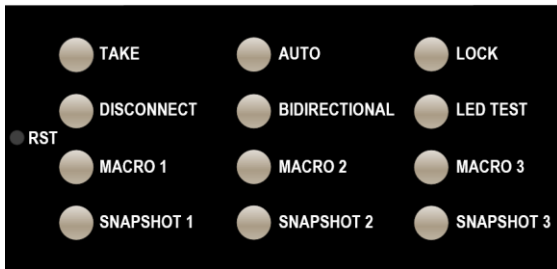 TAKE AUTO LOCK
DISCONNECT BIDIRECTIONAL LED TEST
RST
MACRO 1 MACRO 2 MACRO 3
SNAPSHOT 1 SNAPSHOT 2 SNAPSHOT 3